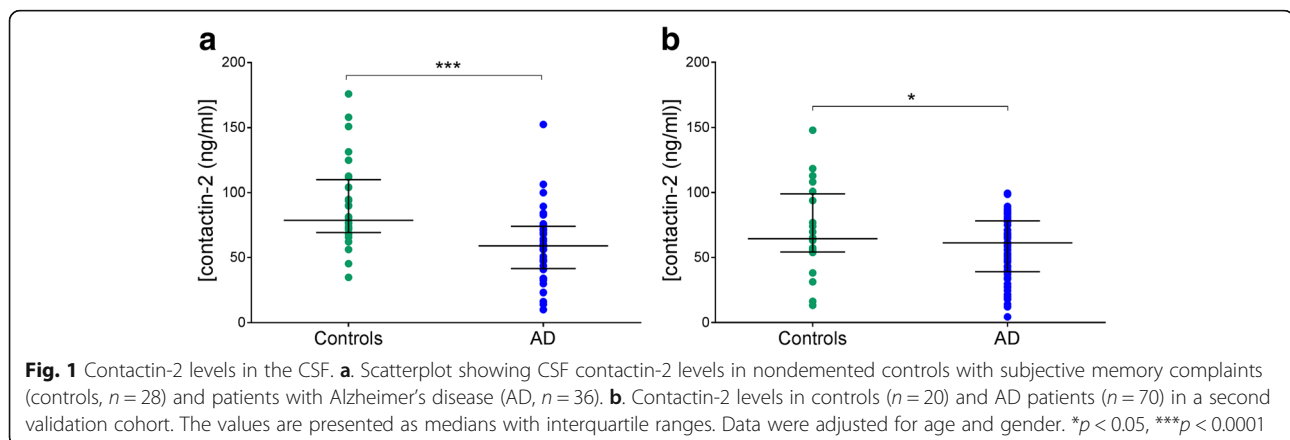 a
b
200
150
100
50
0
[contactin-2 (ng/ml)]
***
Controls
AD
200
150
100
50
0
[contactin-2 (ng/ml)]
*
Controls
AD
Fig. 1 Contactin-2 levels in the CSF. a. Scatterplot showing CSF contactin-2 levels in nondemented controls with subjective memory complaints
(controls, n = 28) and patients with Alzheimer's disease (AD, n = 36). b. Contactin-2 levels in controls (n = 20) and AD patients (n = 70) in a second
validation cohort. The values are presented as medians with interquartile ranges. Data were adjusted for age and gender. *p < 0.05, ***p < 0.0001